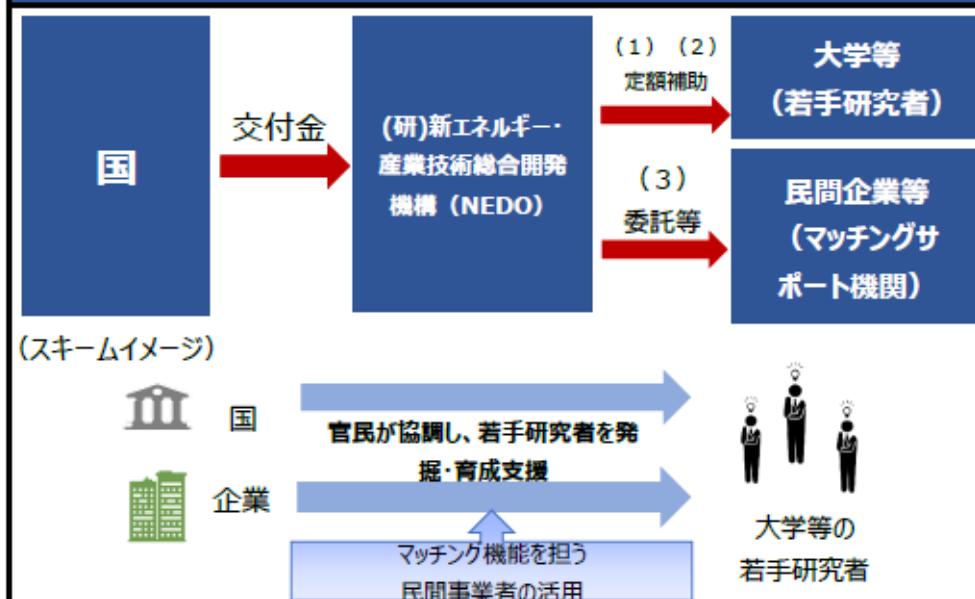 国
交付金
(研)新エネルギー・
産業技術総合開発
機構（NEDO）
（１）（２）
定額補助
大学等
（若手研究者）
（３）
委託等
民間企業等
（マッチングサ
ポート機関）
（スキームイメージ）
国
官民が協調し、若手研究者を発
掘・育成支援
企業
マッチング機能を担う
民間事業者の活用
大学等の
若手研究者